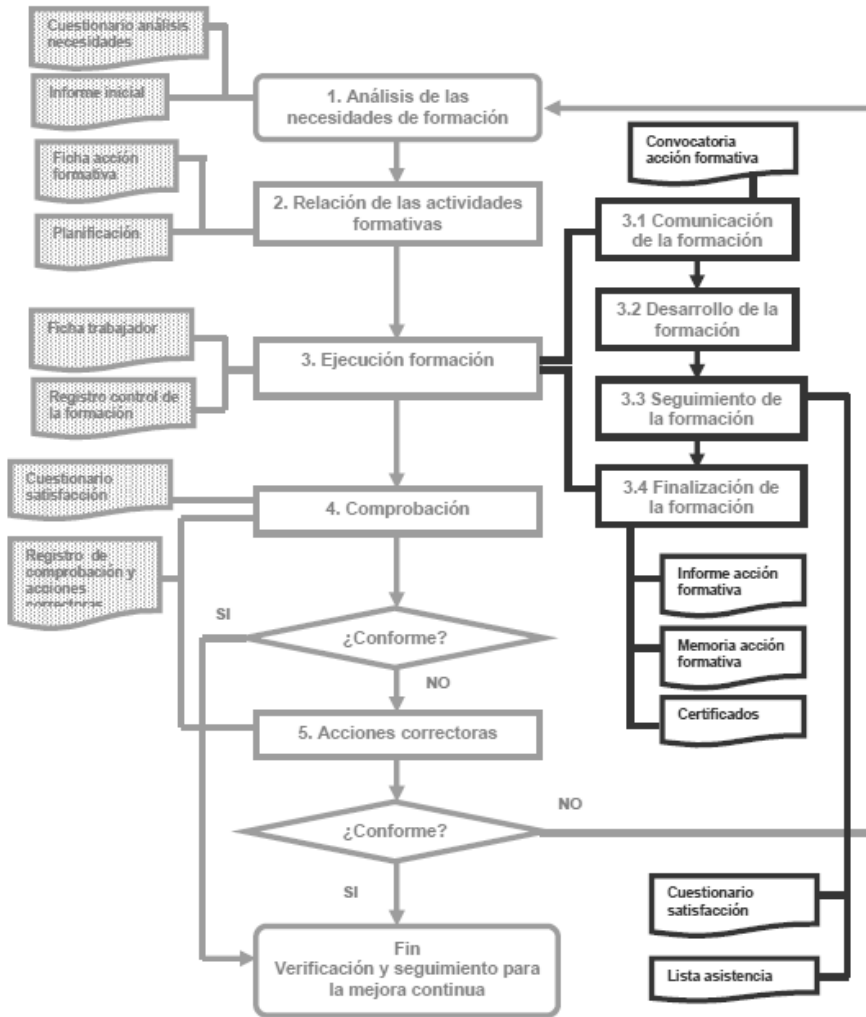 Cuestionario análisis
necesidades
Informe inicial
1. Análisis de las
necesidades de formación
Convocatoria
acción formativa
Ficha acción
formativa
Planificación
2. Relación de las actividades
formativas
3.1 Comunicación
de la formación
3.2 Desarrollo de la
formación
Ficha trabajador
Registro control de
la formación
3. Ejecución formación
3.3 Seguimiento de
la formación
Cuestionario
satisfacción
4. Comprobación
3.4 Finalización de
la formación
Registro de
comprobación y
acciones
correctoras
Informe acción
formativa
SI
¿Conforme?
Memoria acción
formativa
NO
Certificados
5. Acciones correctoras
¿Conforme?
NO
SI
Cuestionario
satisfacción
Fin
Verificación y seguimiento para
la mejora continua
Lista asistencia